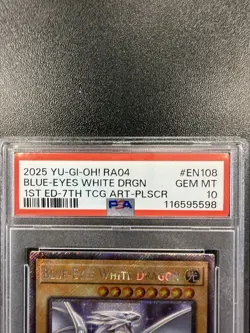 2025 YU-GI-OH! RA04 #EN108
BLUE-EYES WHITE DRGN GEM MT
1ST ED-7TH TCG ART-PLSCR 10
PSA 116595598
BLUE-EYES WHITE DRAGON